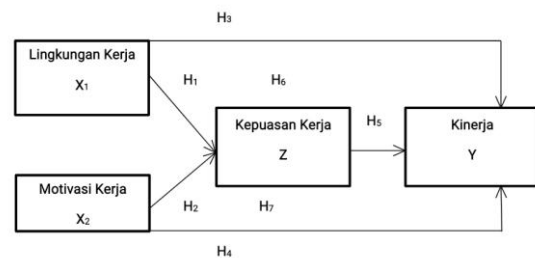 H₃
Lingkungan Kerja
X₁
H₁
H₆
Kepuasan Kerja
Z
H₅
Kinerja
Y
Motivasi Kerja
X₂
H₂
H₇
H₄